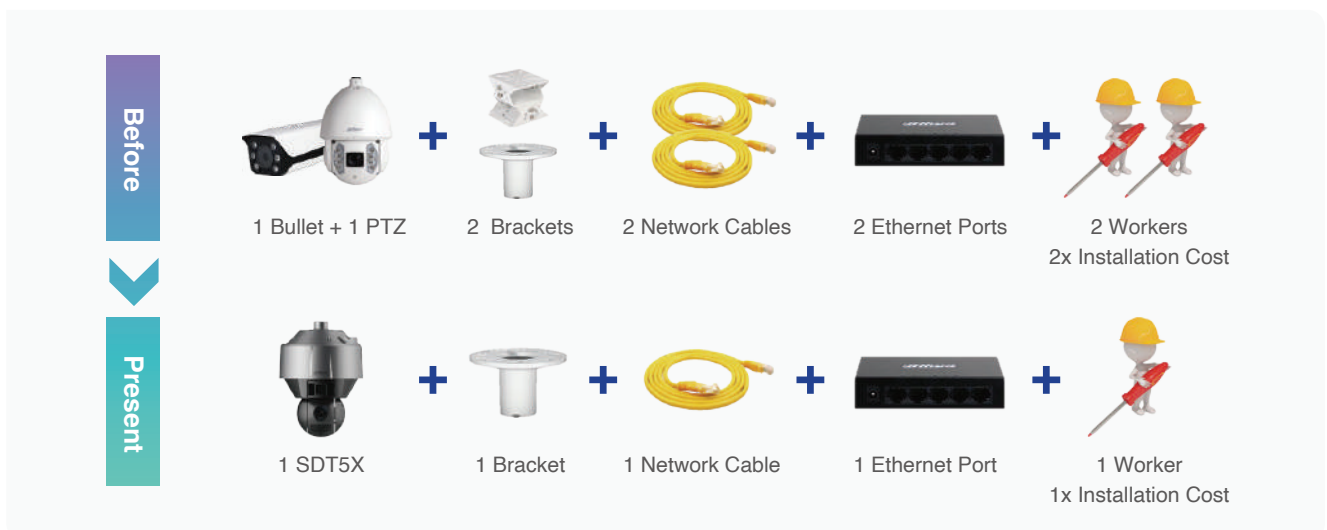 Before
1 Bullet + 1 PTZ
2 Brackets
2 Network Cables
2 Ethernet Ports
2 Workers
2x Installation Cost
Present
1 SDT5X
1 Bracket
1 Network Cable
1 Ethernet Port
1 Worker
1x Installation Cost